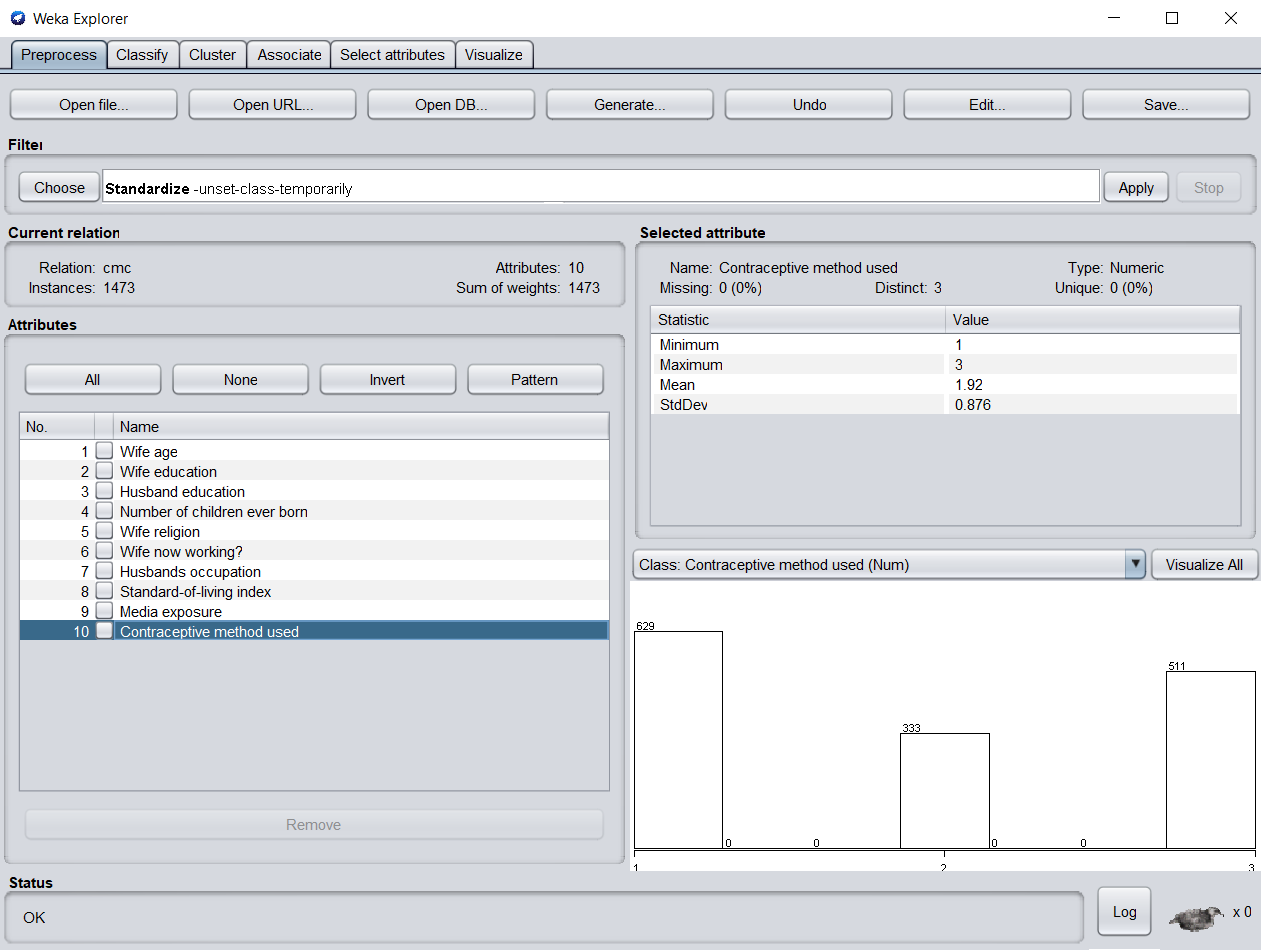 Weka Explorer
Preprocess Classify Cluster Associate Select attributes Visualize
Open file... Open URL... Open DB... Generate... Undo Edit... Save...
Filter
Choose Standardize -unset-class-temporarily Apply Stop
Current relation
Relation: cmc Attributes: 10
Instances: 1473 Sum of weights: 1473
Attributes
All None Invert Pattern
No. Name
1 Wife age
2 Wife education
3 Husband education
4 Number of children ever born
5 Wife religion
6 Wife now working?
7 Husbands occupation
8 Standard-of-living index
9 Media exposure
10 Contraceptive method used
Remove
Selected attribute
Name: Contraceptive method used Type: Numeric
Missing: 0 (0%) Distinct: 3 Unique: 0 (0%)
Statistic Value
Minimum 1
Maximum 3
Mean 1.92
StdDev 0.876
Class: Contraceptive method used (Num) Visualize All
629
511
333
0 0 0 0
1 2 3
Status
OK
Log x 0